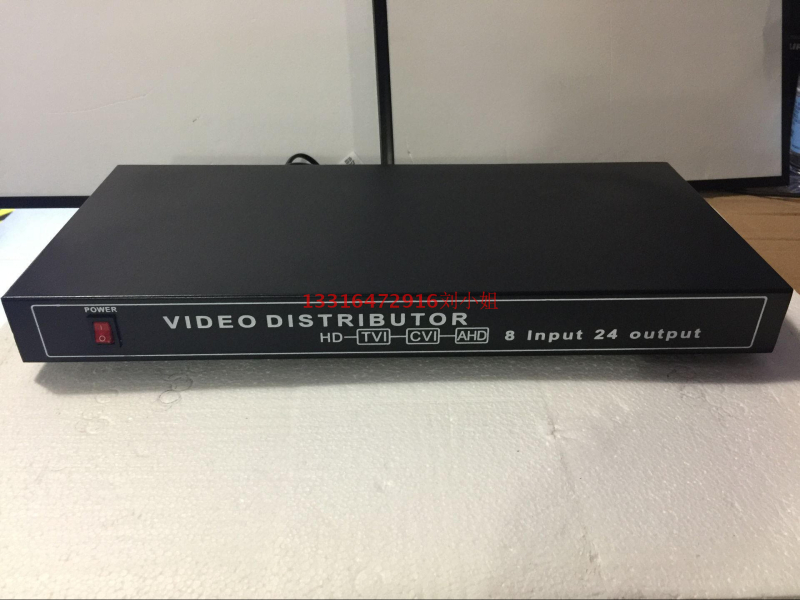 13316472916刘小姐
POWER
VIDEO DISTRIBUTOR
HD-TVI-CVI-AHD 8 Input 24 output